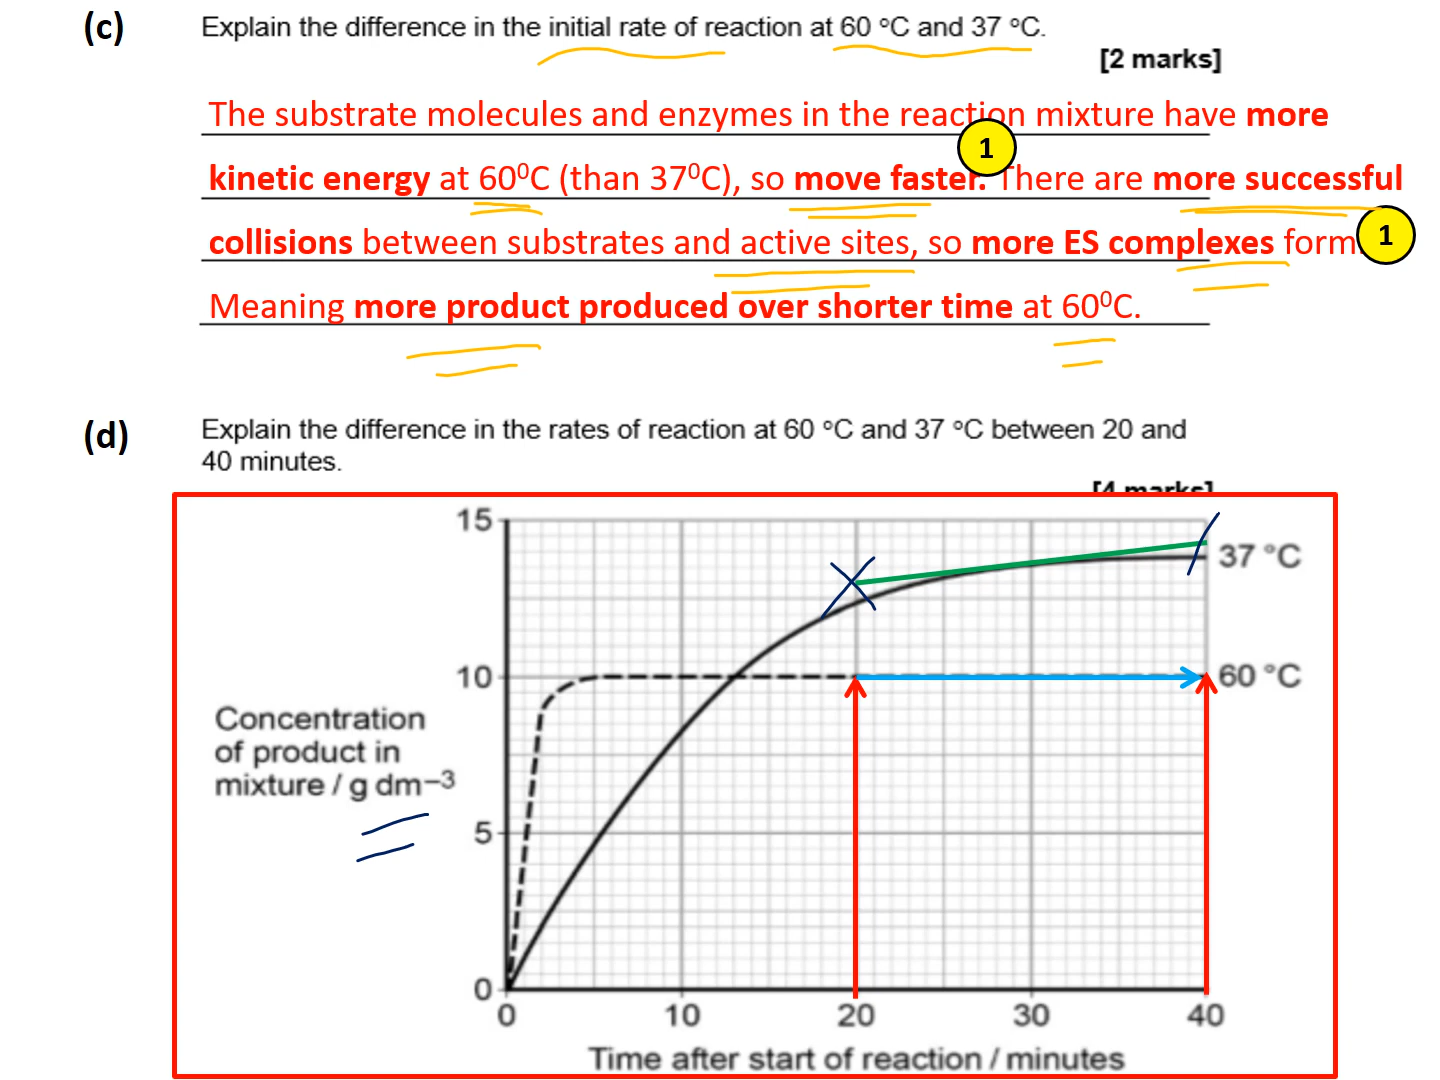 (c) Explain the difference in the initial rate of reaction at 60 °C and 37 °C.
[2 marks]
The substrate molecules and enzymes in the reaction mixture have more
kinetic energy at 60⁰C (than 37⁰C), so move faster. There are more successful
1
collisions between substrates and active sites, so more ES complexes form
1
Meaning more product produced over shorter time at 60⁰C.
(d) Explain the difference in the rates of reaction at 60 °C and 37 °C between 20 and
40 minutes.
[4 marks]
15
37 °C
10
60 °C
Concentration
of product in
mixture / g dm⁻³
5
0
0 10 20 30 40
Time after start of reaction / minutes